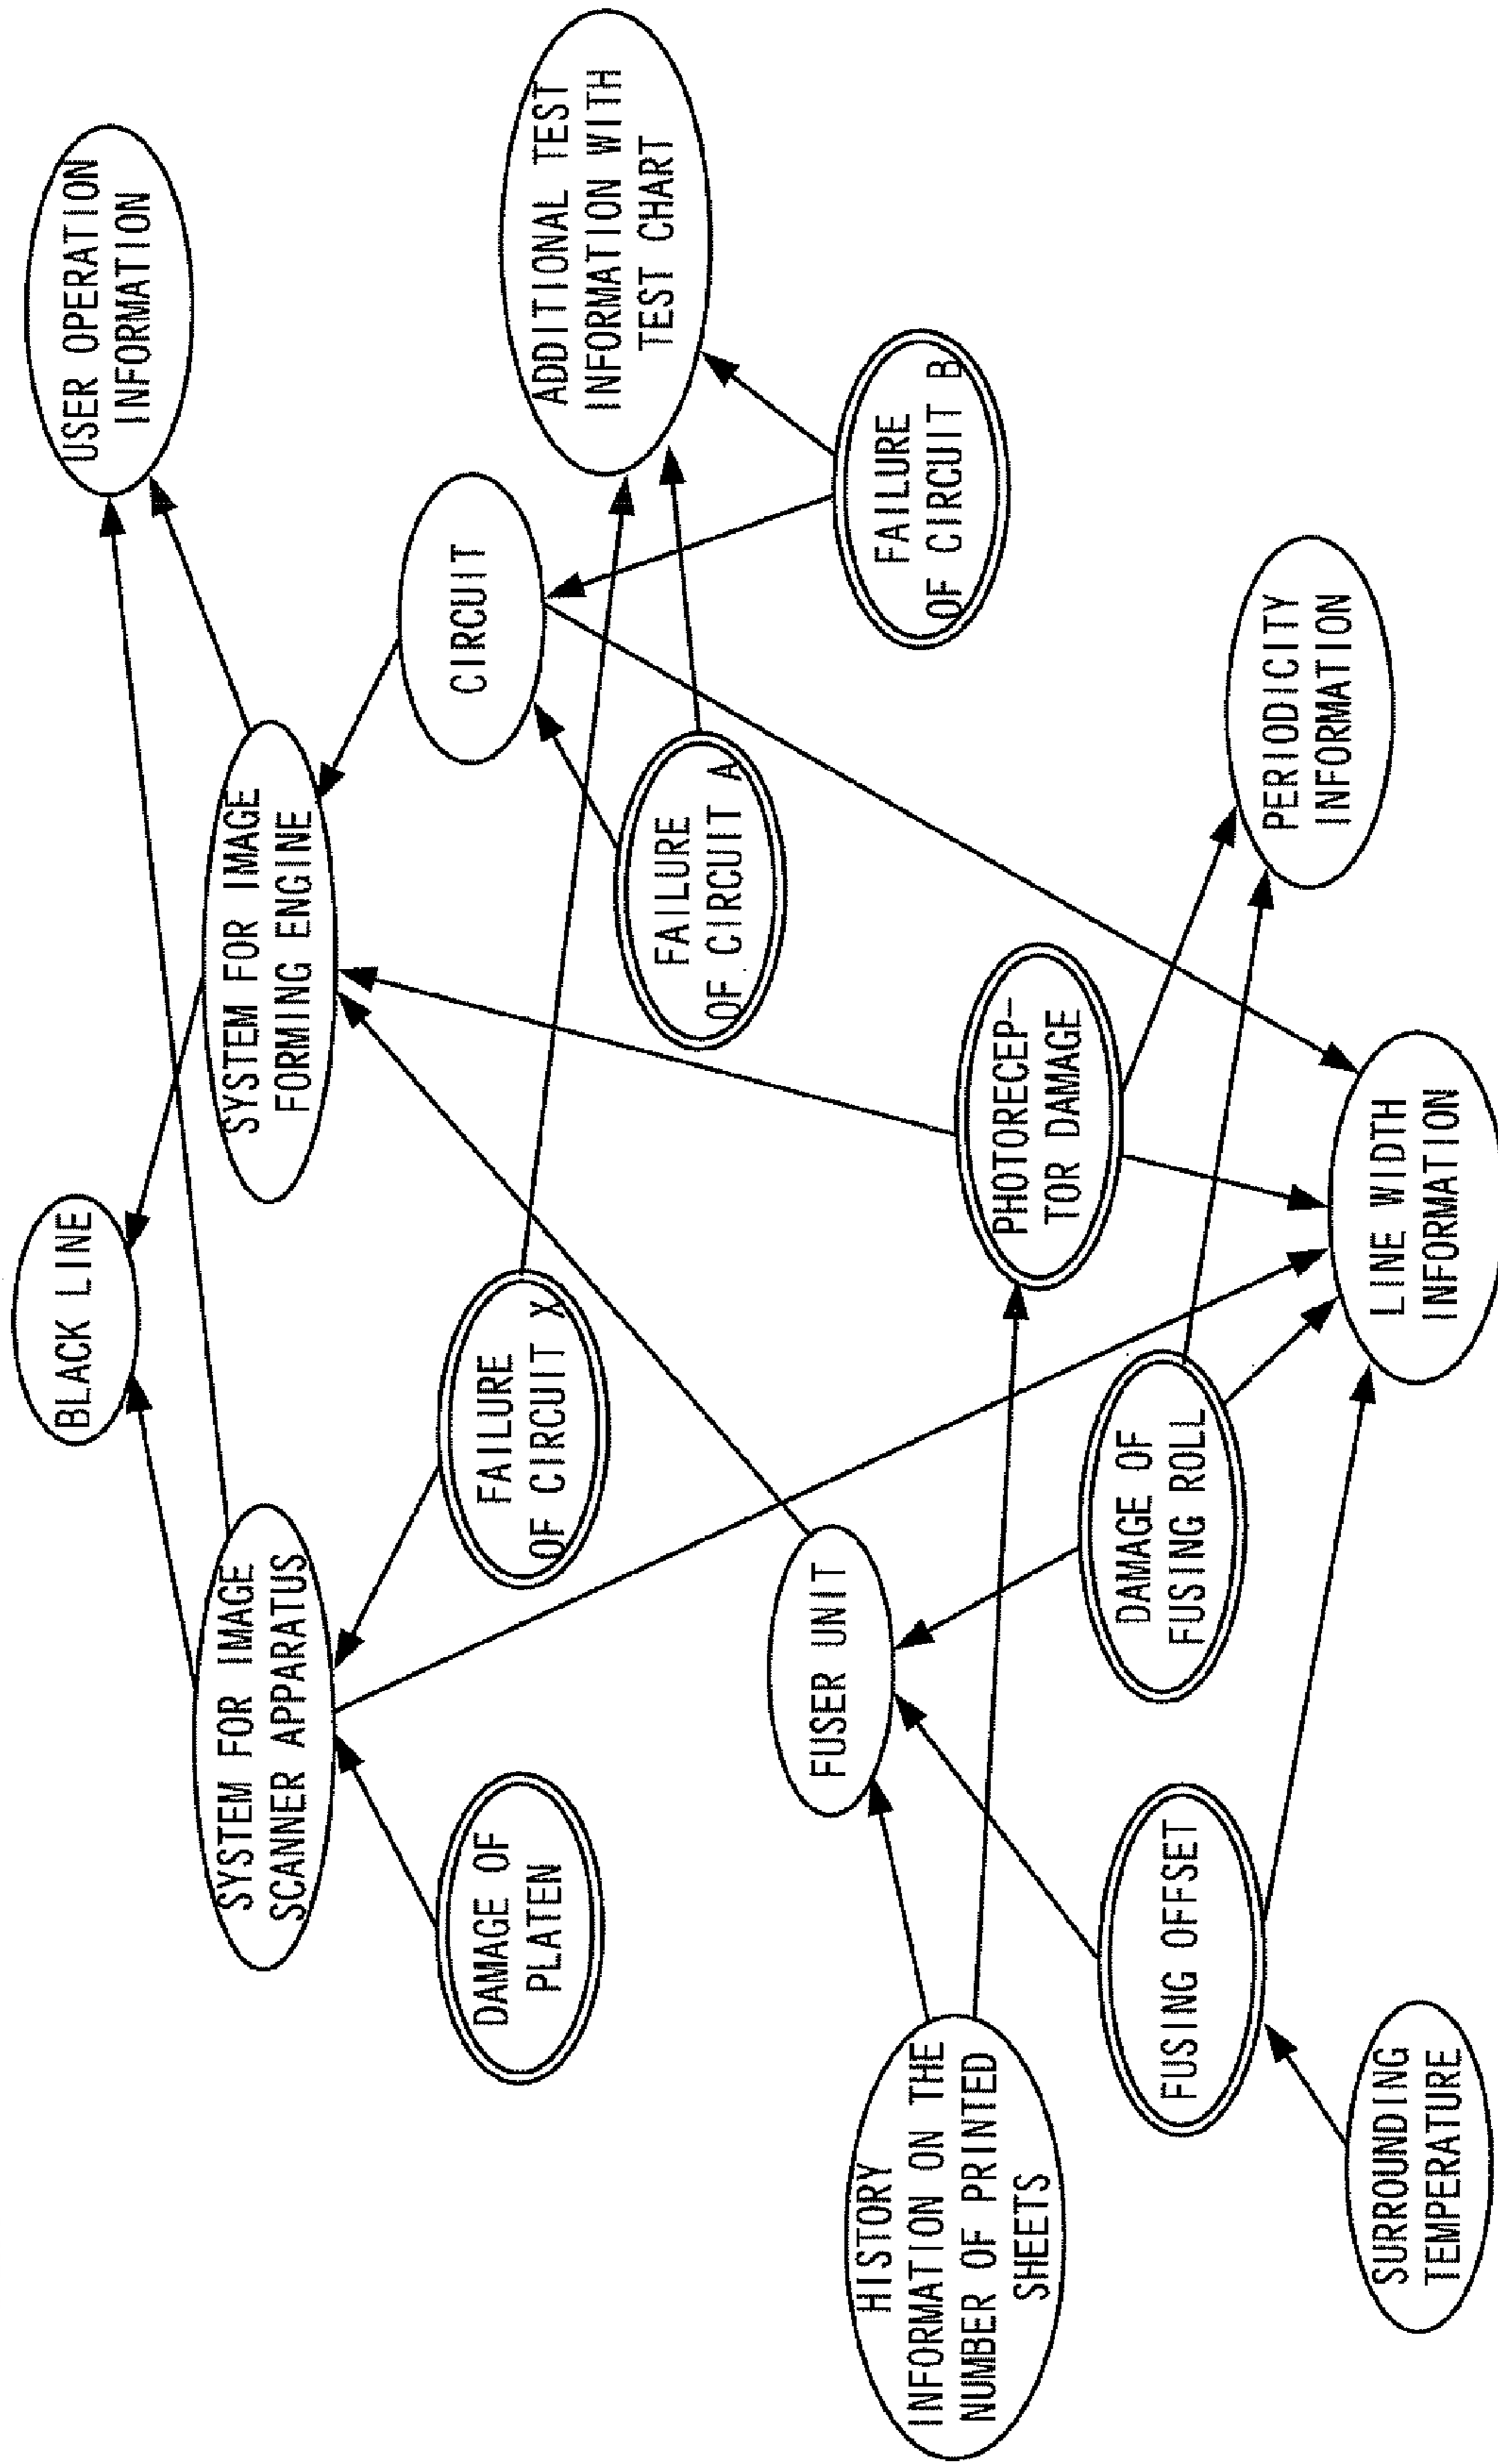 BLACK LINE
USER OPERATION
INFORMATION
SYSTEM FOR IMAGE
SCANNER APPARATUS
SYSTEM FOR IMAGE
FORMING ENGINE
DAMAGE OF
PLATEN
FAILURE
OF CIRCUIT X
CIRCUIT
ADDITIONAL TEST
INFORMATION WITH
TEST CHART
FAILURE
OF CIRCUIT A
FUSER UNIT
FAILURE
OF CIRCUIT B
HISTORY
INFORMATION ON THE
NUMBER OF PRINTED
SHEETS
PHOTORECEP-
TOR DAMAGE
FUSING OFFSET
DAMAGE OF
FUSING ROLL
PERIODICITY
INFORMATION
SURROUNDING
TEMPERATURE
LINE WIDTH
INFORMATION